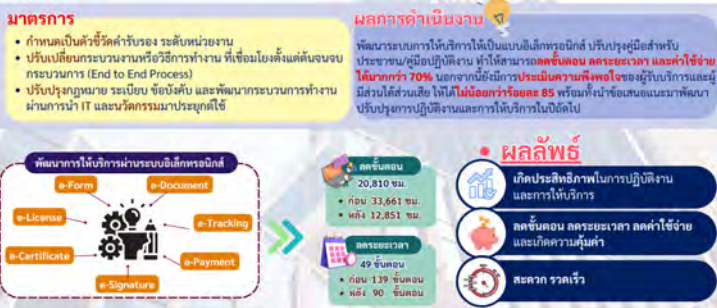 มาตรการ
• กำหนดเป็นตัวชี้วัดคำรับรอง ระดับหน่วยงาน
• ปรับเปลี่ยนกระบวนงานหรือวิธีการทำงาน ที่เชื่อมโยงตั้งแต่ต้นจนจบ
กระบวนการ (End to End Process)
• ปรับปรุงกฎหมาย ระเบียบ ข้อบังคับ และพัฒนากระบวนการทำงาน
ผ่านการนำ IT และนวัตกรรมมาประยุกต์ใช้
ผลการดำเนินงาน
พัฒนาระบบการให้บริการให้เป็นแบบอิเล็กทรอนิกส์ ปรับปรุงคู่มือสำหรับ
ประชาชน/คู่มือปฏิบัติงาน ทำให้สามารถลดขั้นตอน ลดระยะเวลา และค่าใช้จ่าย
ได้มากกว่า 70% นอกจากนี้ยังมีการประเมินความพึงพอใจของผู้รับบริการและผู้
มีส่วนได้ส่วนเสีย ให้ได้ไม่น้อยกว่าร้อยละ 85 พร้อมทั้งนำข้อเสนอแนะมาพัฒนา
ปรับปรุงการปฏิบัติงานและการให้บริการในปีถัดไป
พัฒนาการให้บริการผ่านระบบอิเล็กทรอนิกส์
e-Form
e-Document
e-License
e-Tracking
e-Certificate
e-Payment
e-Signature
ลดขั้นตอน
20,810 ชม.
• ก่อน 33,661 ชม.
• หลัง 12,851 ชม.
ลดระยะเวลา
49 ขั้นตอน
• ก่อน 139 ขั้นตอน
• หลัง 90 ขั้นตอน
• ผลลัพธ์
เกิดประสิทธิภาพในการปฏิบัติงาน
และการให้บริการ
ลดขั้นตอน ลดระยะเวลา ลดค่าใช้จ่าย
และเกิดความคุ้มค่า
สะดวก รวดเร็ว